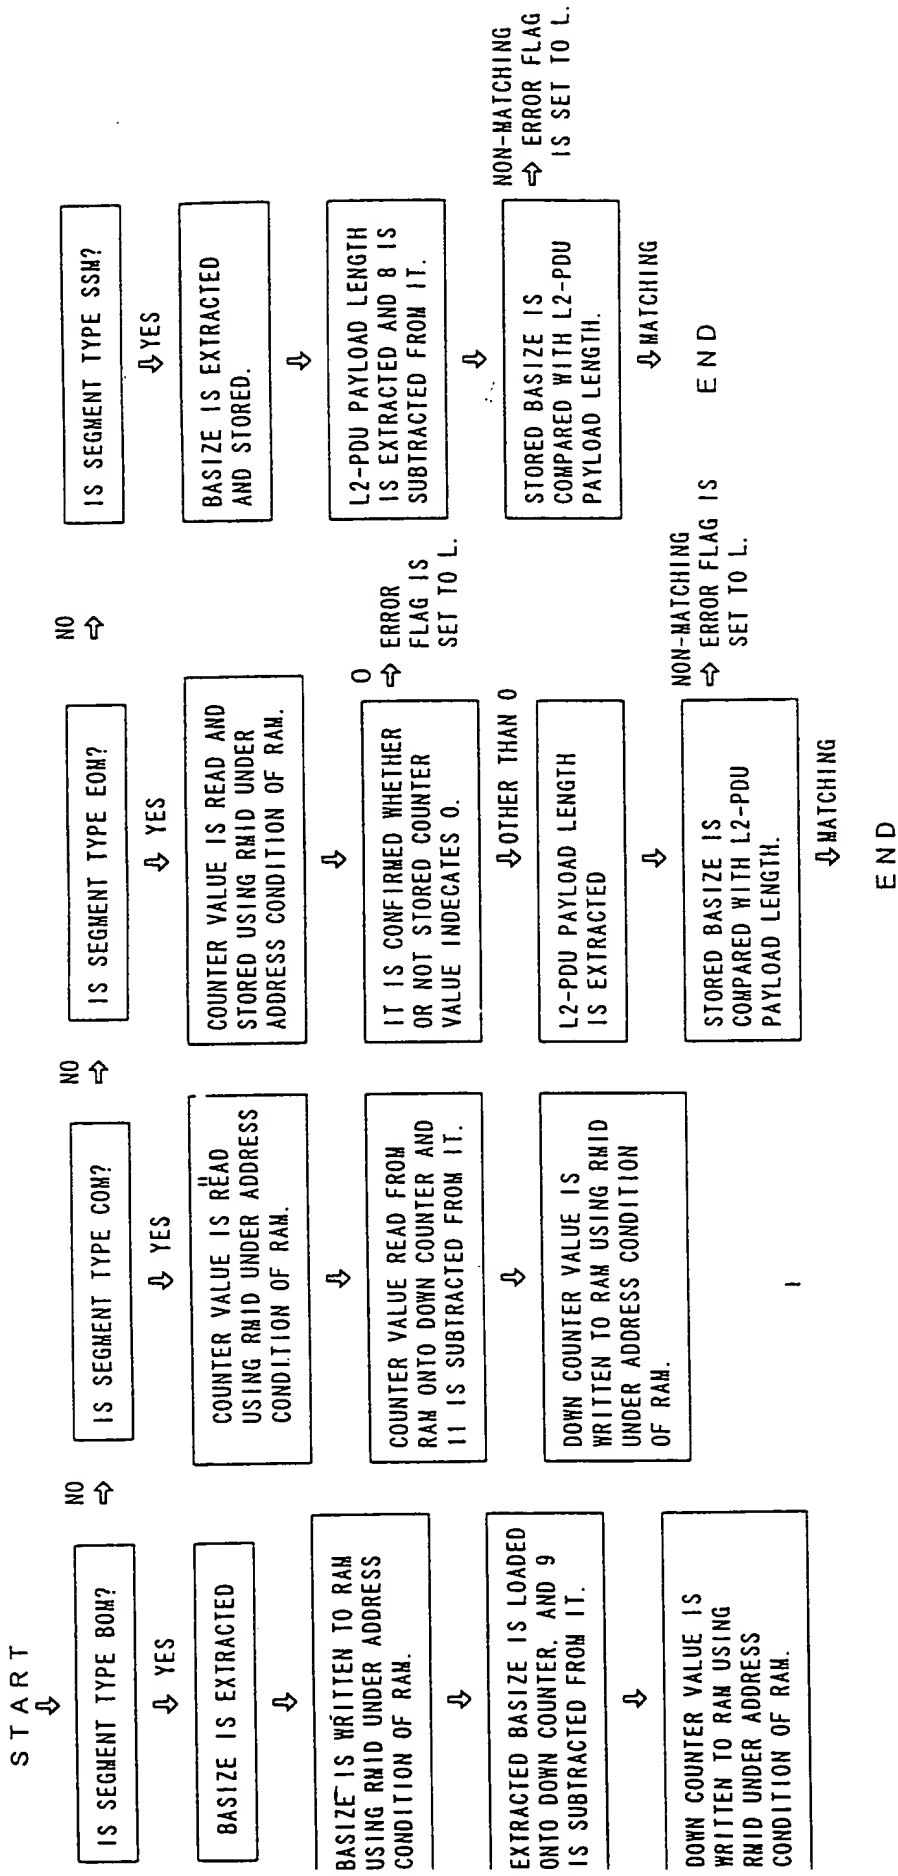 START
IS SEGMENT TYPE BOM?
YES
BASIZE IS EXTRACTED
BASIZE IS WRITTEN TO RAM
USING RMID UNDER ADDRESS
CONDITION OF RAM.
EXTRACTED BASIZE IS LOADED
ONTO DOWN COUNTER, AND 9
IS SUBTRACTED FROM IT.
DOWN COUNTER VALUE IS
WRITTEN TO RAM USING
RMID UNDER ADDRESS
CONDITION OF RAM.
NO
IS SEGMENT TYPE COM?
YES
COUNTER VALUE IS READ
USING RMID UNDER ADDRESS
CONDITION OF RAM.
COUNTER VALUE READ FROM
RAM ONTO DOWN COUNTER AND
11 IS SUBTRACTED FROM IT.
DOWN COUNTER VALUE IS
WRITTEN TO RAM USING RMID
UNDER ADDRESS CONDITION
OF RAM.
NO
IS SEGMENT TYPE EOM?
YES
COUNTER VALUE IS READ AND
STORED USING RMID UNDER
ADDRESS CONDITION OF RAM.
IT IS CONFIRMED WHETHER
OR NOT STORED COUNTER
VALUE INDECATES 0.
0
ERROR
FLAG IS
SET TO L.
OTHER THAN 0
L2-PDU PAYLOAD LENGTH
IS EXTRACTED
STORED BASIZE IS
COMPARED WITH L2-PDU
PAYLOAD LENGTH.
NON-MATCHING
ERROR FLAG IS
SET TO L.
MATCHING
END
NO
IS SEGMENT TYPE SSM?
YES
BASIZE IS EXTRACTED
AND STORED.
L2-PDU PAYLOAD LENGTH
IS EXTRACTED AND 8 IS
SUBTRACTED FROM IT.
STORED BASIZE IS
COMPARED WITH L2-PDU
PAYLOAD LENGTH.
NON-MATCHING
ERROR FLAG
IS SET TO L.
MATCHING
END